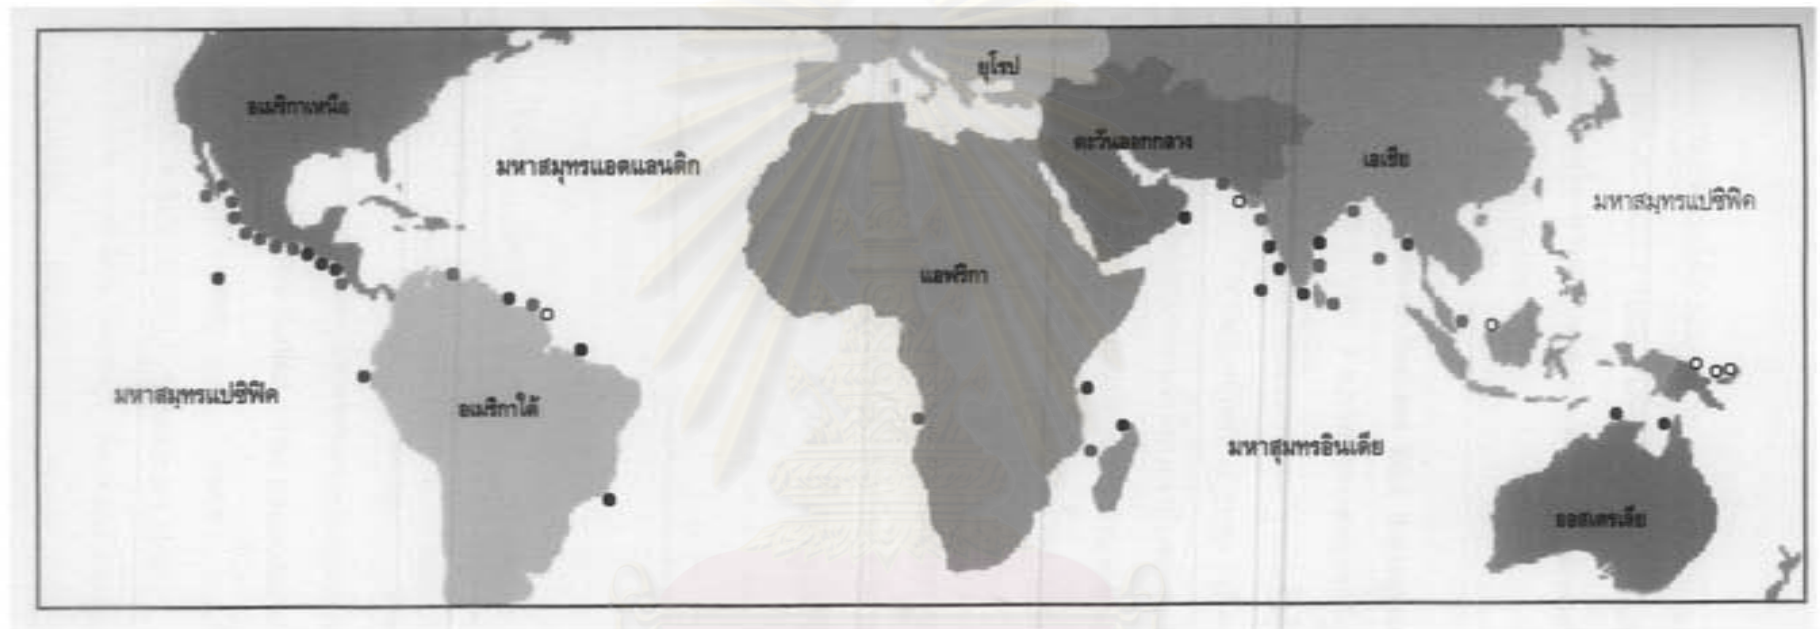 ยุโรป
อเมริกาเหนือ
ตะวันออกกลาง
เอเชีย
มหาสมุทรแอตแลนติก
มหาสมุทรแปซิฟิค
แอฟริกา
มหาสมุทรแปซิฟิค
อเมริกาใต้
มหาสุมทรอินเดีย
ออสเตรเลีย